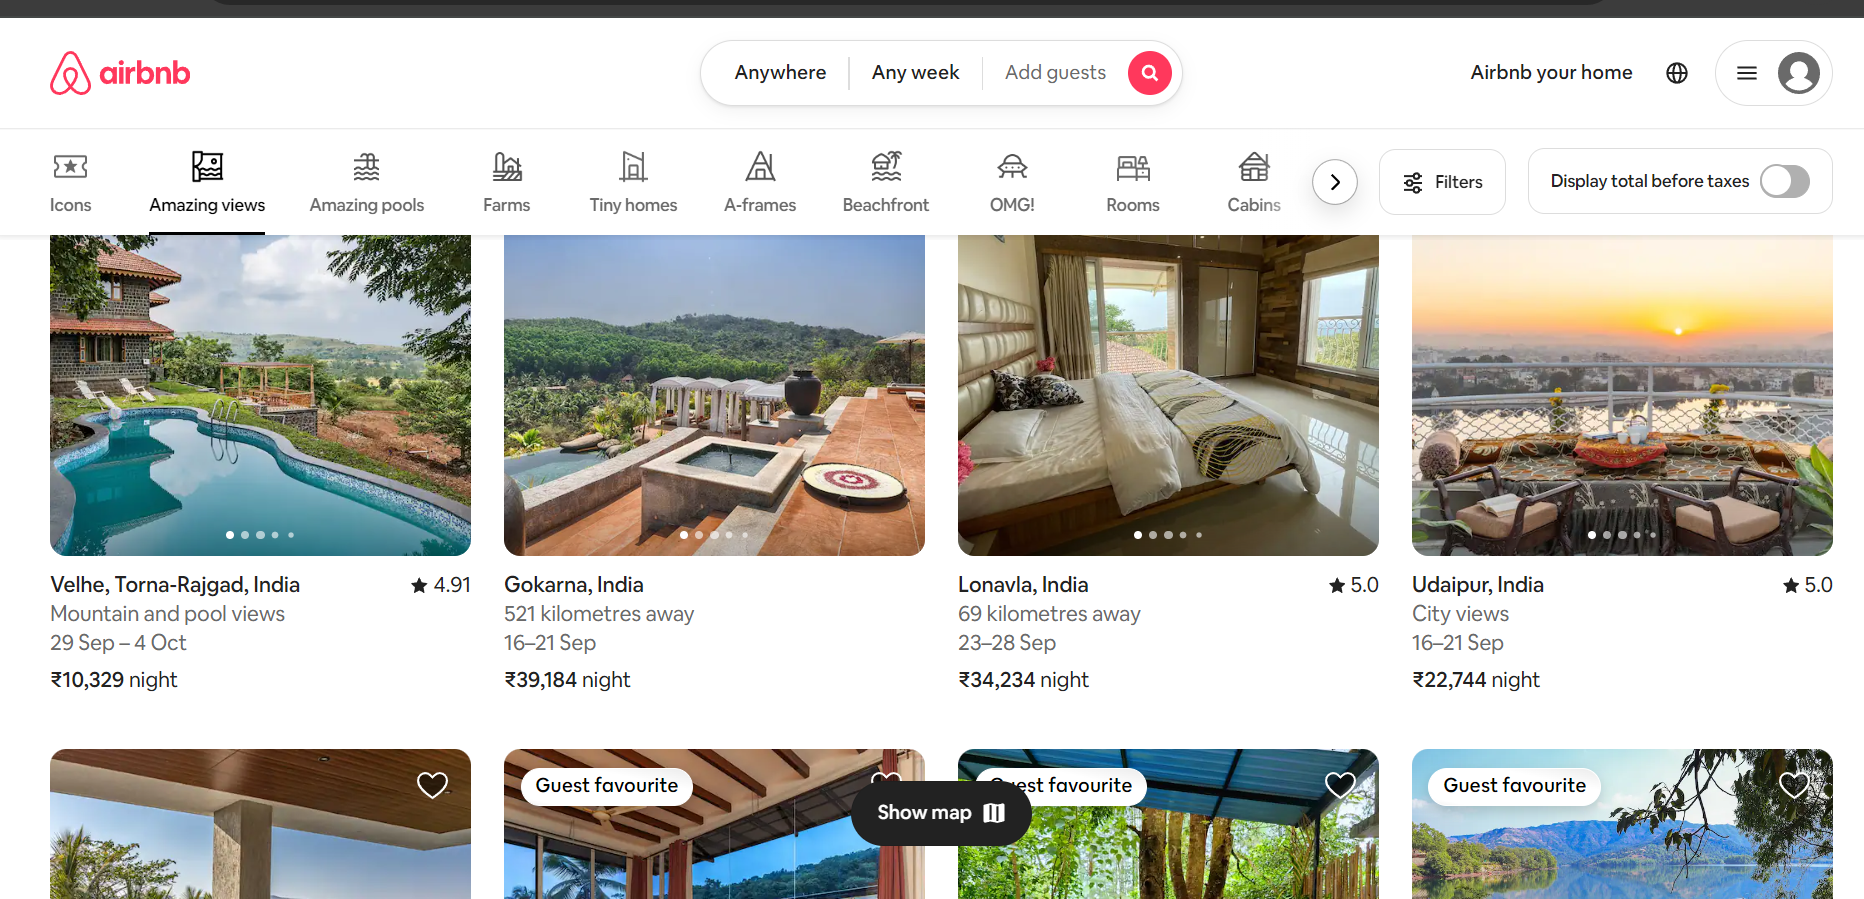 airbnb
Anywhere
Any week
Add guests
Airbnb your home
Icons
Amazing views
Amazing pools
Farms
Tiny homes
A-frames
Beachfront
OMG!
Rooms
Cabins
Filters
Display total before taxes
Velhe, Torna-Rajgad, India
4.91
Mountain and pool views
29 Sep – 4 Oct
₹10,329 night
Gokarna, India
521 kilometres away
16–21 Sep
₹39,184 night
Lonavla, India
5.0
69 kilometres away
23–28 Sep
₹34,234 night
Udaipur, India
5.0
City views
16–21 Sep
₹22,744 night
Guest favourite
Show map
Guest favourite
Guest favourite